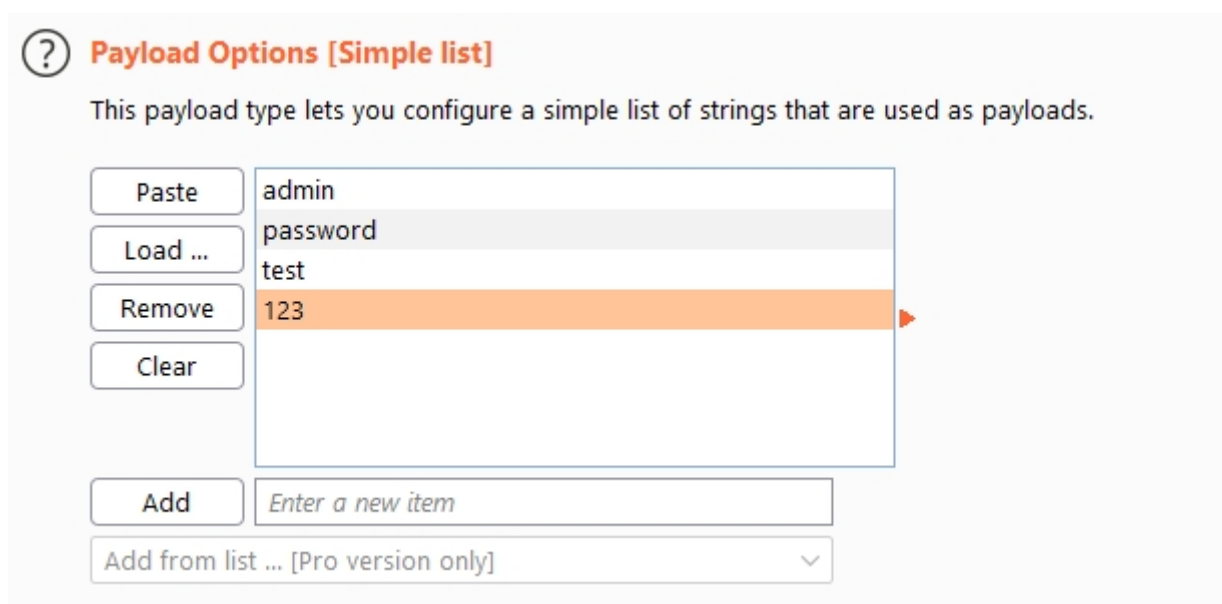 ?
Payload Options [Simple list]
This payload type lets you configure a simple list of strings that are used as payloads.
Paste
Load ...
Remove
Clear
admin
password
test
123
Add
Enter a new item
Add from list ... [Pro version only]